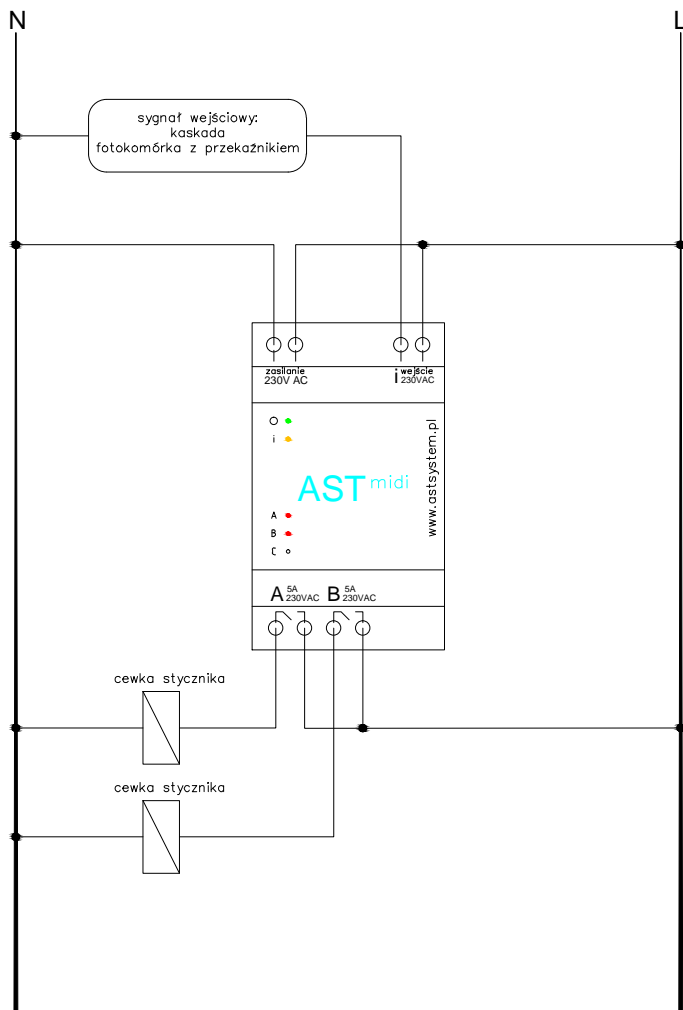 N
L
sygnał wejściowy:
kaskada
fotokomórka z przekaźnikiem
zasilanie
230V AC
i wejście
230VAC
i
AST midi
www.astsystem.pl
A
B
C
A 5A
230VAC
B 5A
230VAC
cewka stycznika
cewka stycznika